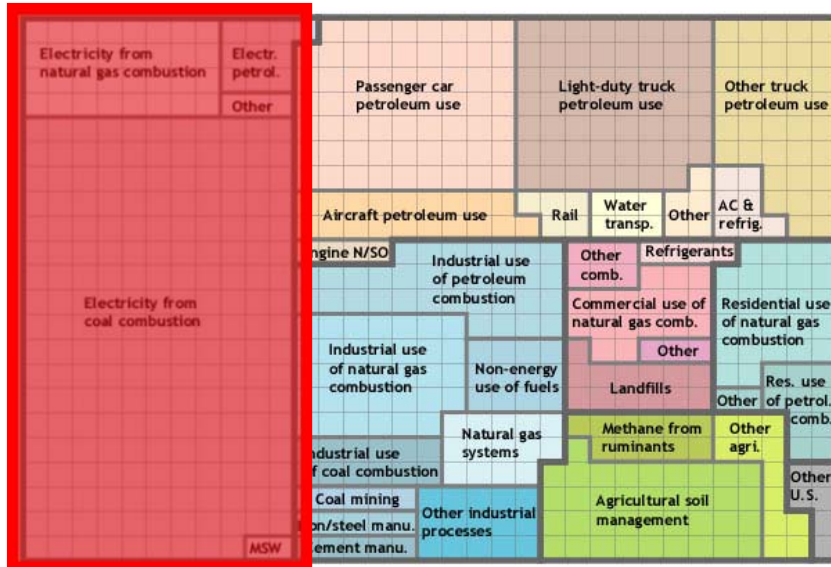 Electricity from
natural gas combustion
Electr.
petrol.
Other
Electricity from
coal combustion
MSW
Passenger car
petroleum use
Light-duty truck
petroleum use
Other truck
petroleum use
Aircraft petroleum use
Rail
Water
transp.
Other
AC &
refrig.
ngine N/SO
Industrial use
of petroleum
combustion
Other
comb.
Refrigerants
Commercial use of
natural gas comb.
Other
Landfills
Residential use
of natural gas
combustion
Other
Res. use
of petrol.
comb.
Industrial use
of natural gas
combustion
Non-energy
use of fuels
ndustrial use
f coal combustion
Natural gas
systems
Coal mining
on/steel manu.
ement manu.
Other industrial
processes
Methane from
ruminants
Other
agri.
Agricultural soil
management
Other
U.S.